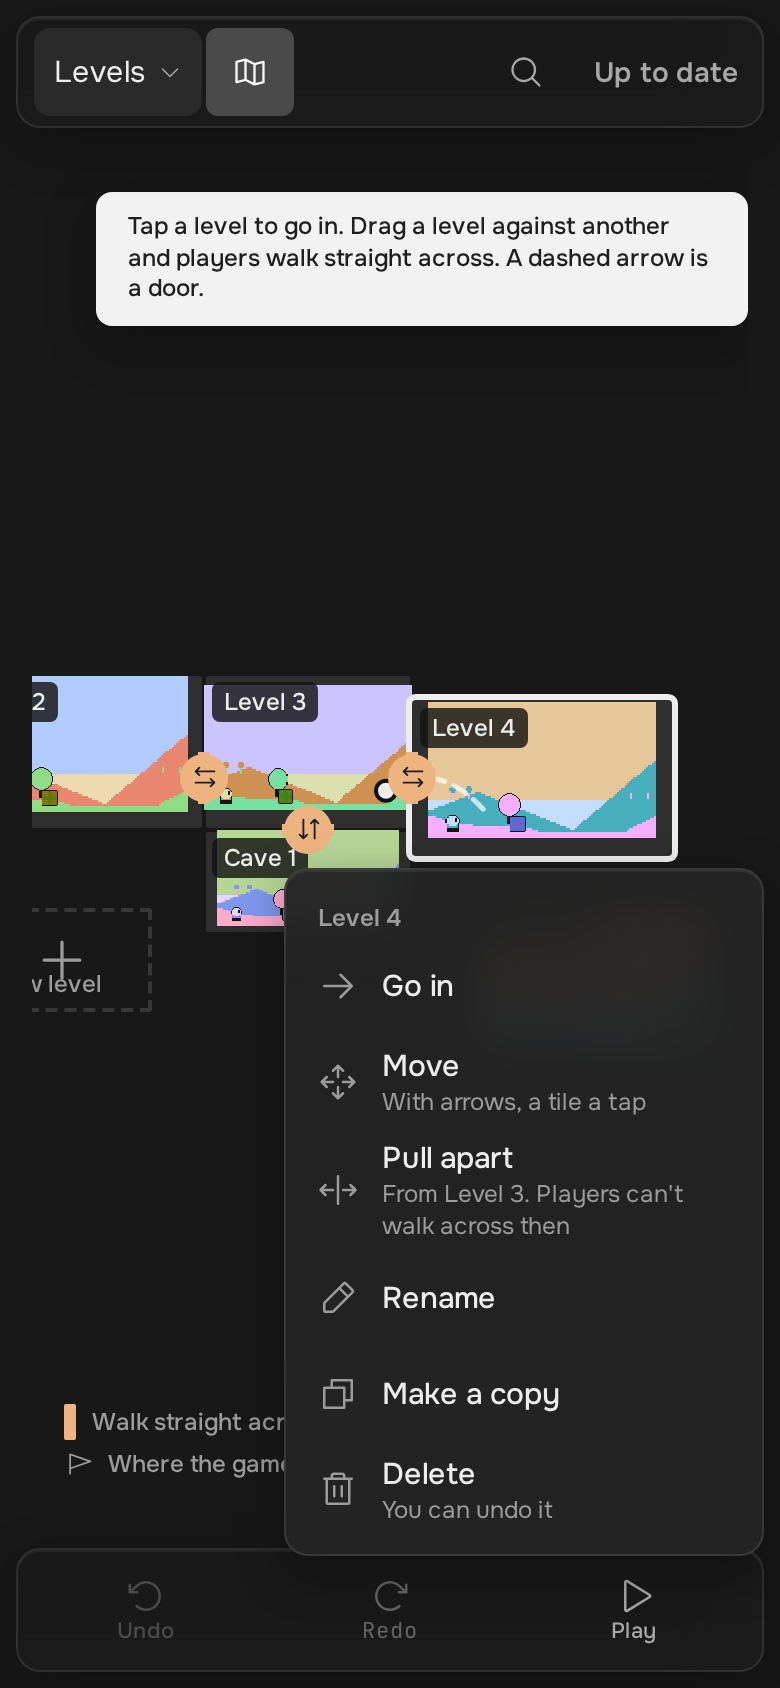 Levels
Up to date
Tap a level to go in. Drag a level against another
and players walk straight across. A dashed arrow is
a door.
2
Level 3
Level 4
Cave 1
level
Level 4
Go in
Move
With arrows, a tile a tap
Pull apart
From Level 3. Players can't
walk across then
Rename
Make a copy
Walk straight
Where the
Delete
You can undo it
Undo
Redo
Play